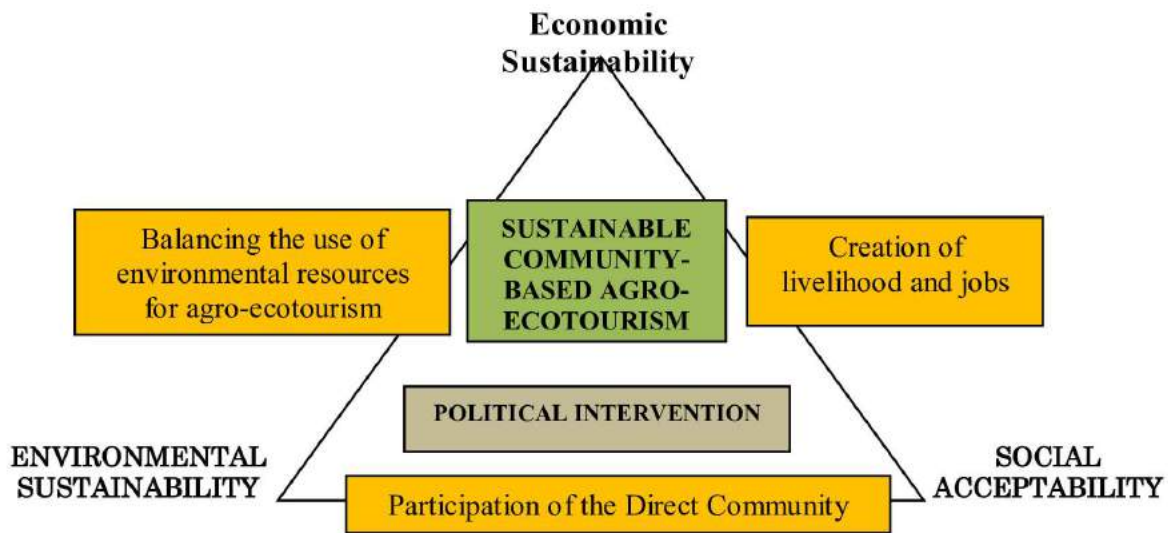 Economic
Sustainability
Balancing the use of
environmental resources
for agro-ecotourism
SUSTAINABLE
COMMUNITY-
BASED AGRO-
ECOTOURISM
Creation of
livelihood and jobs
POLITICAL INTERVENTION
ENVIRONMENTAL
SUSTAINABILITY
SOCIAL
ACCEPTABILITY
Participation of the Direct Community